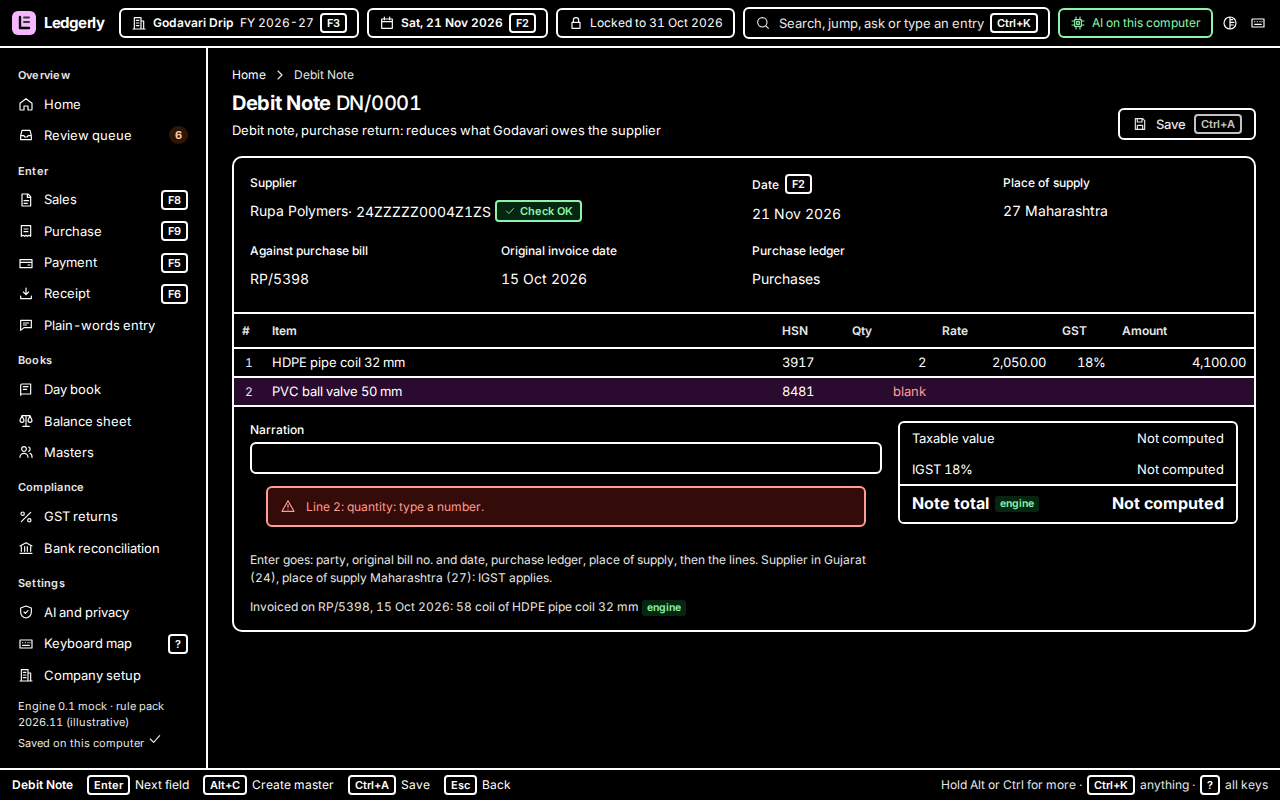 Ledgerly
Godavari Drip FY 2026-27 F3
Sat, 21 Nov 2026 F2
Locked to 31 Oct 2026
Search, jump, ask or type an entry Ctrl+K
AI on this computer
Overview
Home
Review queue 6
Enter
Sales F8
Purchase F9
Payment F5
Receipt F6
Plain-words entry
Books
Day book
Balance sheet
Masters
Compliance
GST returns
Bank reconciliation
Settings
AI and privacy
Keyboard map ?
Company setup
Engine 0.1 mock · rule pack
2026.11 (illustrative)
Saved on this computer
Home > Debit Note
Debit Note DN/0001
Debit note, purchase return: reduces what Godavari owes the supplier
Save Ctrl+A
Supplier
Rupa Polymers· 24ZZZZZ0004Z1ZS Check OK
Date F2
21 Nov 2026
Place of supply
27 Maharashtra
Against purchase bill
RP/5398
Original invoice date
15 Oct 2026
Purchase ledger
Purchases
# Item HSN Qty Rate GST Amount
1 HDPE pipe coil 32 mm 3917 2 2,050.00 18% 4,100.00
2 PVC ball valve 50 mm 8481 blank
Narration
Line 2: quantity: type a number.
Taxable value Not computed
IGST 18% Not computed
Note total engine Not computed
Enter goes: party, original bill no. and date, purchase ledger, place of supply, then the lines. Supplier in Gujarat
(24), place of supply Maharashtra (27): IGST applies.
Invoiced on RP/5398, 15 Oct 2026: 58 coil of HDPE pipe coil 32 mm engine
Debit Note Enter Next field Alt+C Create master Ctrl+A Save Esc Back
Hold Alt or Ctrl for more · Ctrl+K anything · ? all keys